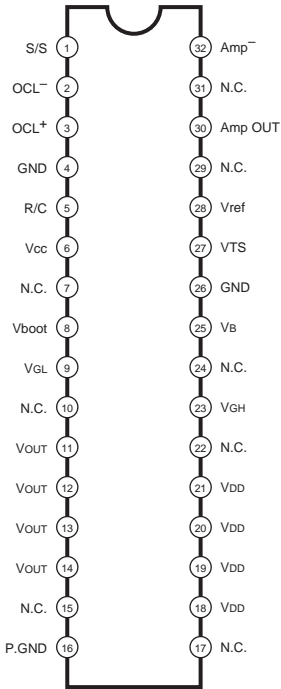 S/S 1 32 Amp⁻
OCL⁻ 2 31 N.C.
OCL⁺ 3 30 Amp OUT
GND 4 29 N.C.
R/C 5 28 Vref
Vcc 6 27 VTS
N.C. 7 26 GND
Vboot 8 25 VB
VGL 9 24 N.C.
N.C. 10 23 VGH
VOUT 11 22 N.C.
VOUT 12 21 VDD
VOUT 13 20 VDD
VOUT 14 19 VDD
N.C. 15 18 VDD
P.GND 16 17 N.C.